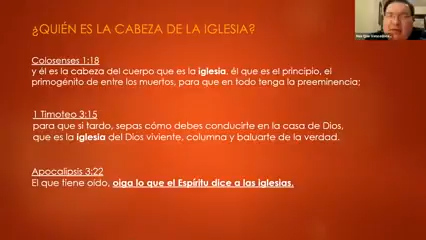 ¿QUIÉN ES LA CABEZA DE LA IGLESIA?
Colosenses 1:18
y él es la cabeza del cuerpo que es la iglesia, él que es el principio, el
primogénito de entre los muertos, para que en todo tenga la preeminencia;
1 Timoteo 3:15
para que si tardo, sepas cómo debes conducirte en la casa de Dios,
que es la iglesia del Dios viviente, columna y baluarte de la verdad.
Apocalipsis 3:22
El que tiene oído, oiga lo que el Espíritu dice a las iglesias.